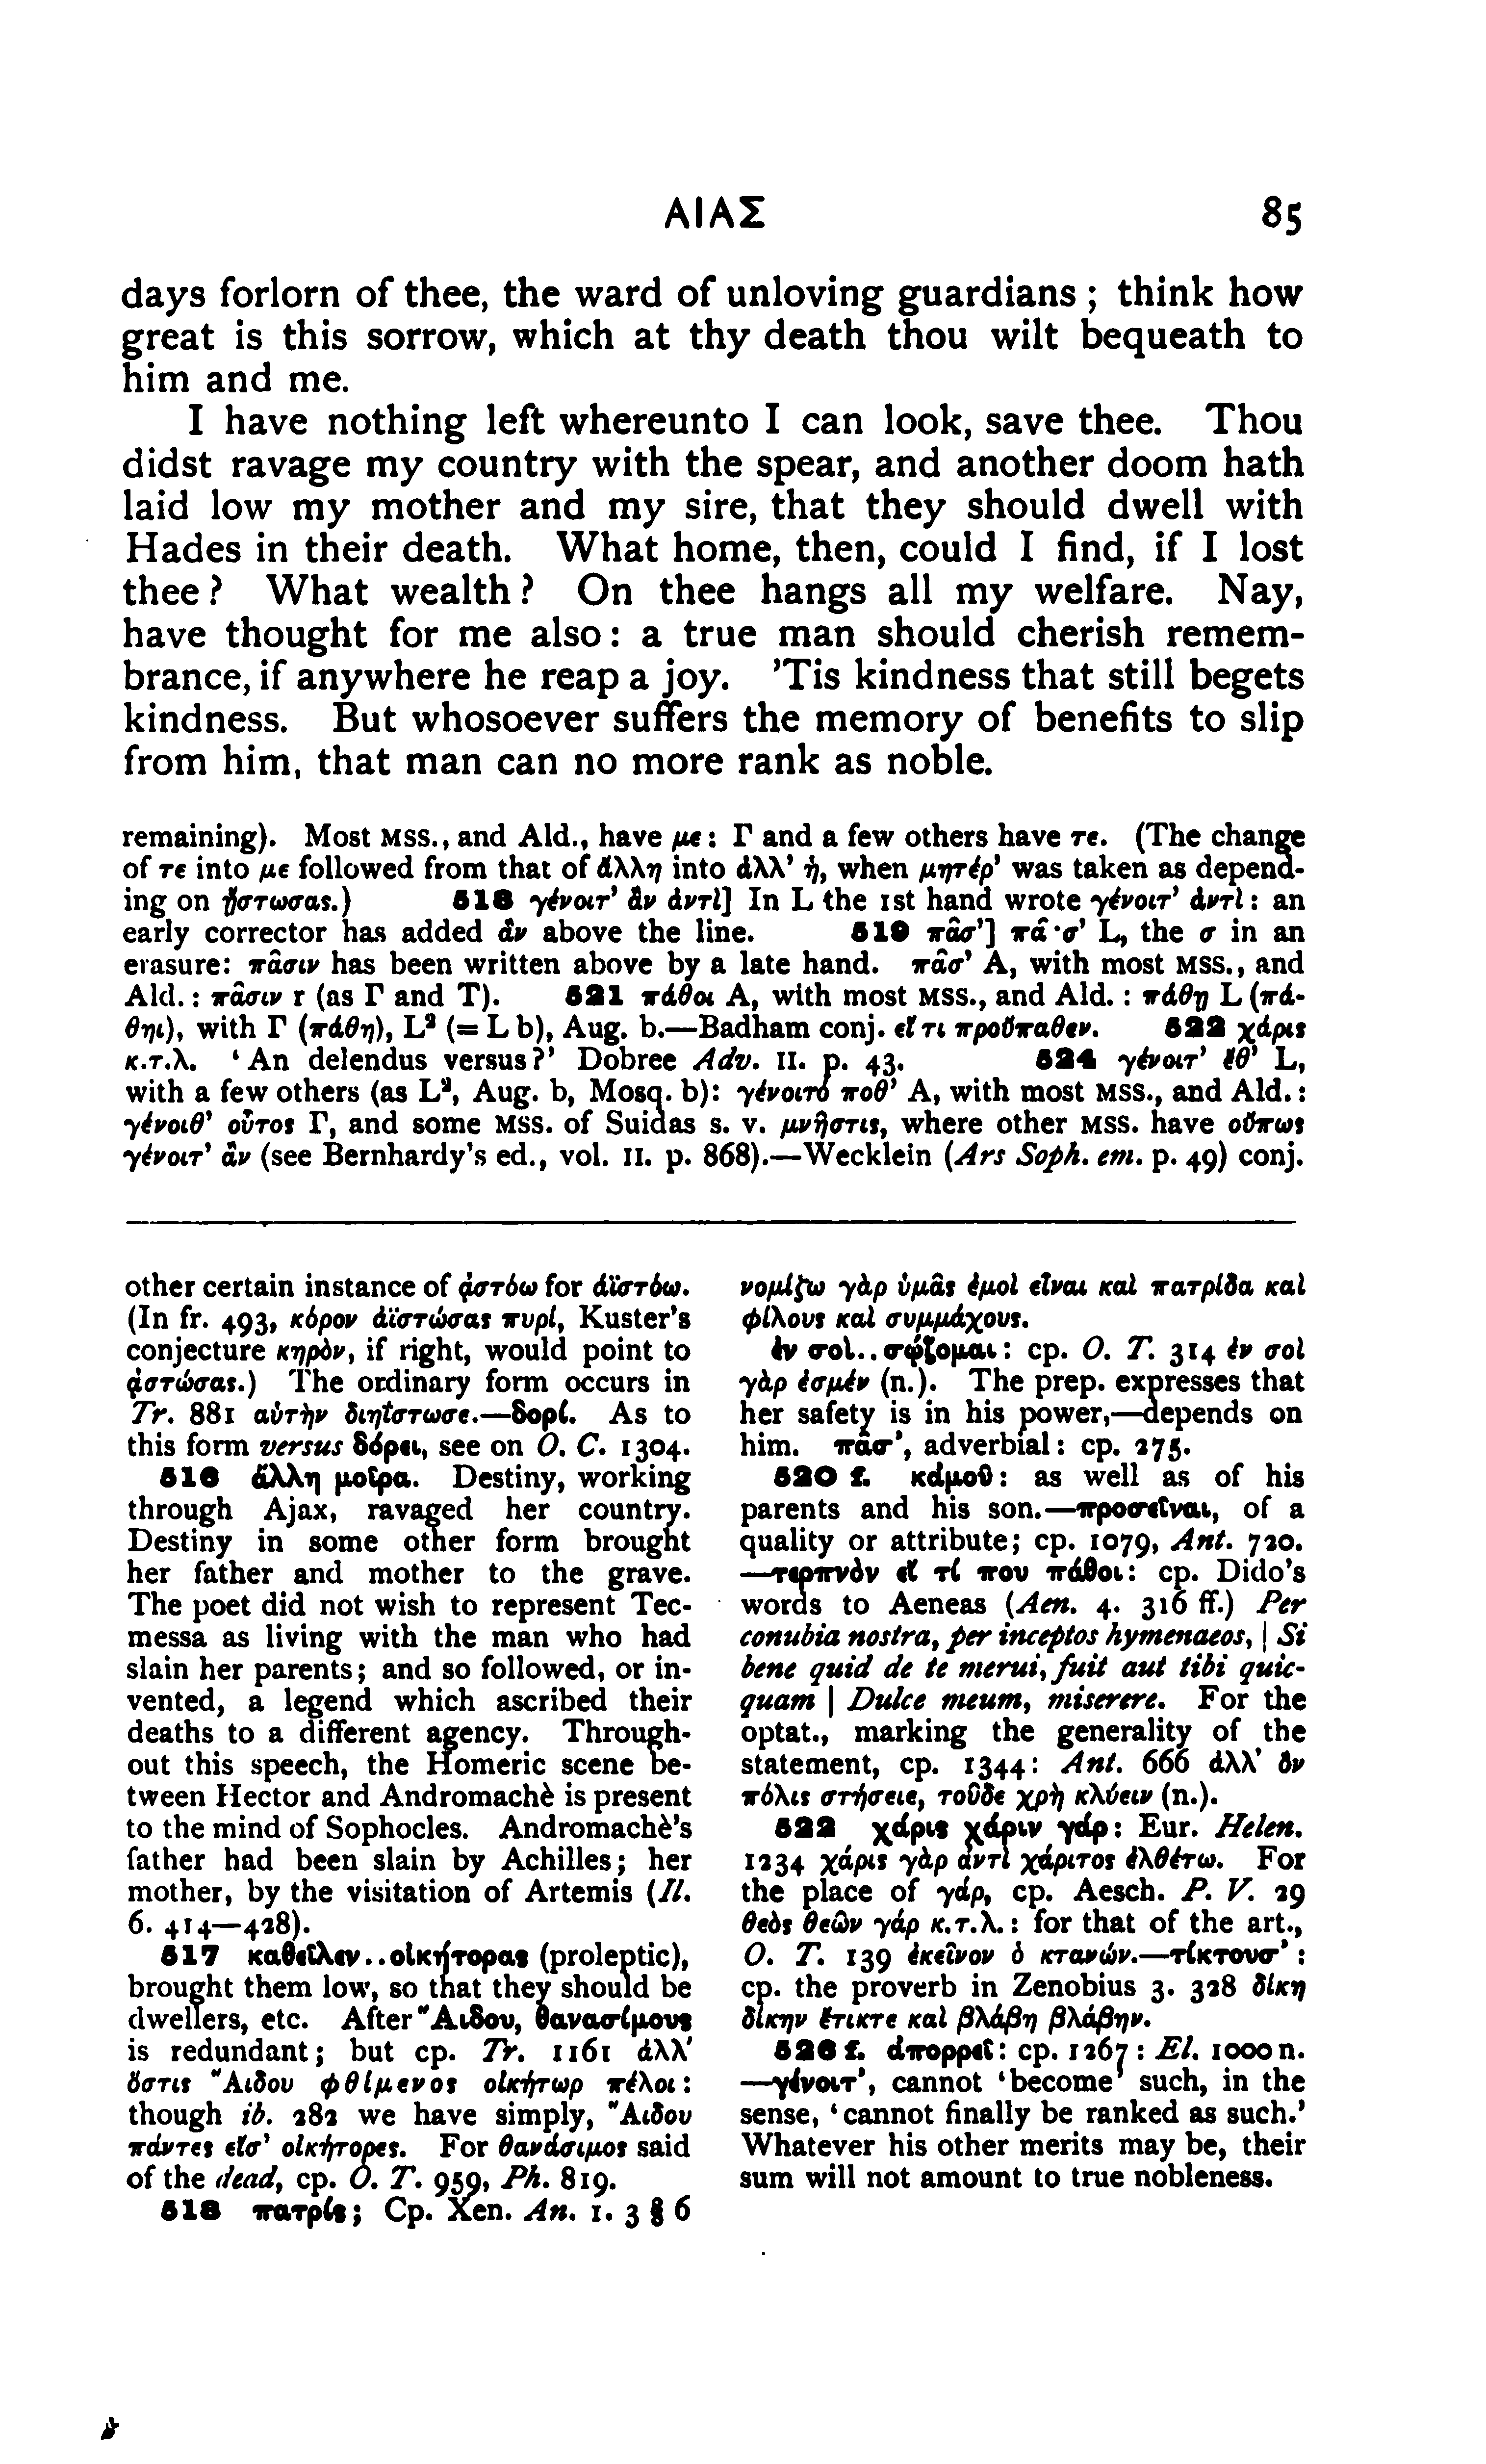 ΑΙΑΣ 85
days forlorn of thee, the ward of unloving guardians ; think how
great is this sorrow, which at thy death thou wilt bequeath to
him and me.
I have nothing left whereunto I can look, save thee. Thou
didst ravage my country with the spear, and another doom hath
laid low my mother and my sire, that they should dwell with
Hades in their death. What home, then, could I find, if I lost
thee ? What wealth ? On thee hangs all my welfare. Nay,
have thought for me also : a true man should cherish remem-
brance, if anywhere he reap a joy. 'Tis kindness that still begets
kindness. But whosoever suffers the memory of benefits to slip
from him, that man can no more rank as noble.
remaining). Most MSS., and Ald., have με: Γ and a few others have τε. (The change
of τε into με followed from that of ἄλλη into ἀλλ' ἡ, when μητέρ' was taken as depend-
ing on ᾔστωσας.) 518 γένοιτ' ἂν ἀντὶ] In L the 1st hand wrote γένοιτ' ἀντὶ: an
early corrector has added ἂν above the line. 519 πᾶσ'] πᾶ·σ' L, the σ in an
erasure: πᾶσιν has been written above by a late hand. πᾶσ' A, with most MSS., and
Ald.: πᾶσιν r (as Γ and T). 521 πάθοι A, with most MSS., and Ald.: πάθῃ L (πά-
θηι), with Γ (πάθη), L² (= L b), Aug. b.—Badham conj. εἴ τι προὔπαθεν. 522 χάρις
κ.τ.λ. 'An delendus versus?' Dobree Adv. II. p. 43. 524 γένοιτ' ἔθ' L,
with a few others (as L², Aug. b, Mosq. b): γένοιτό ποθ' A, with most MSS., and Ald.:
γένοιθ' οὗτος Γ, and some MSS. of Suidas s. v. μνῆστις, where other MSS. have οὔπως
γένοιτ' ἂν (see Bernhardy's ed., vol. II. p. 868).—Wecklein (Ars Soph. em. p. 49) conj.
other certain instance of ᾀστόω for ἀϊστόω.
(In fr. 493, κόρον ἀϊστώσας πυρί, Kuster's
conjecture κηρὸν, if right, would point to
ᾀστώσας.) The ordinary form occurs in
Tr. 881 αὐτὴν διηΐστωσε.—δορί. As to
this form versus δόρει, see on O. C. 1304.
516 ἄλλη μοῖρα. Destiny, working
through Ajax, ravaged her country.
Destiny in some other form brought
her father and mother to the grave.
The poet did not wish to represent Tec-
messa as living with the man who had
slain her parents; and so followed, or in-
vented, a legend which ascribed their
deaths to a different agency. Through-
out this speech, the Homeric scene be-
tween Hector and Andromachè is present
to the mind of Sophocles. Andromachè's
father had been slain by Achilles; her
mother, by the visitation of Artemis (Il.
6. 414—428).
517 καθεῖλεν..οἰκήτορας (proleptic),
brought them low, so that they should be
dwellers, etc. After Ἅιδου, θανασίμους
is redundant; but cp. Tr. 1161 ἀλλ'
ὅστις Ἅιδου φθίμενος οἰκήτωρ πέλοι:
though ib. 282 we have simply, Ἅιδου
πάντες εἴσ' οἰκήτορες. For θανάσιμος said
of the dead, cp. O. T. 959, Ph. 819.
518 πατρίς; Cp. Xen. An. 1. 3 § 6
νομίζω γὰρ ὑμᾶς ἐμοὶ εἶναι καὶ πατρίδα καὶ
φίλους καὶ συμμάχους.
ἐν σοὶ..σῴζομαι: cp. O. T. 314 ἐν σοὶ
γὰρ ἐσμέν (n.). The prep. expresses that
her safety is in his power,—depends on
him. πᾶσ', adverbial: cp. 275.
520 f. κἀμοῦ: as well as of his
parents and his son.—προσεῖναι, of a
quality or attribute; cp. 1079, Ant. 720.
—τερπνὸν εἴ τί που πάθοι: cp. Dido's
words to Aeneas (Aen. 4. 316 ff.) Per
conubia nostra, per inceptos hymenaeos, | Si
bene quid de te merui, fuit aut tibi quic-
quam | Dulce meum, miserere. For the
optat., marking the generality of the
statement, cp. 1344: Ant. 666 ἀλλ' ὃν
πόλις στήσειε, τοῦδε χρὴ κλύειν (n.).
522 χάρις χάριν γάρ: Eur. Helen.
1234 χάρις γὰρ ἀντὶ χάριτος ἐλθέτω. For
the place of γάρ, cp. Aesch. P. V. 29
θεὸς θεῶν γάρ κ.τ.λ.: for that of the art.,
O. T. 139 ἐκεῖνον ὁ κτανών.—τίκτουσ':
cp. the proverb in Zenobius 3. 328 δίκη
δίκην ἔτικτε καὶ βλάβη βλάβην.
523 f. ἀπορρεῖ: cp. 1267: El. 1000 n.
—γένοιτ', cannot 'become' such, in the
sense, 'cannot finally be ranked as such.'
Whatever his other merits may be, their
sum will not amount to true nobleness.